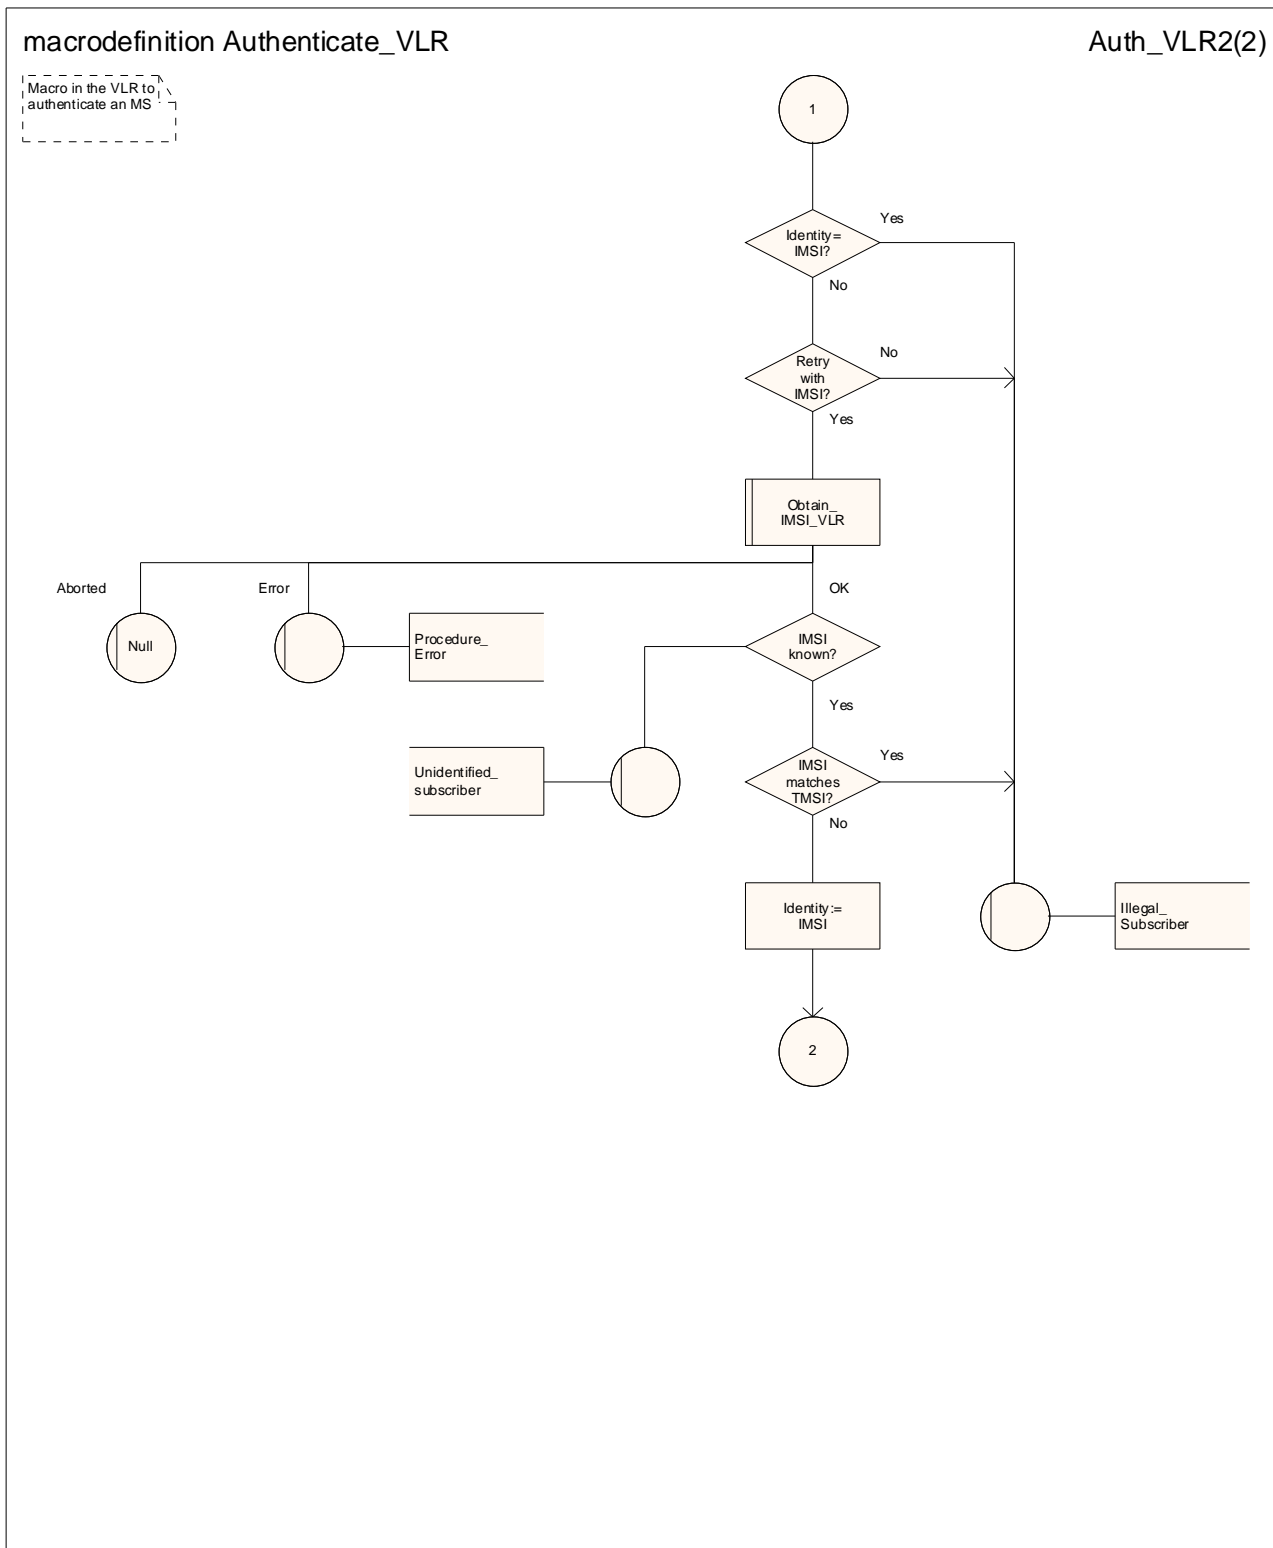 macrodefinition Authenticate_VLR
Auth_VLR2(2)
Macro in the VLR to
authenticate an MS
1
Yes
Identity=
IMSI?
No
No
Retry
with
IMSI?
Yes
Obtain_
IMSI_VLR
Aborted
Error
OK
Null
Procedure_
Error
IMSI
known?
Yes
Yes
Unidentified_
subscriber
IMSI
matches
TMSI?
No
Identity:=
IMSI
Illegal_
Subscriber
2